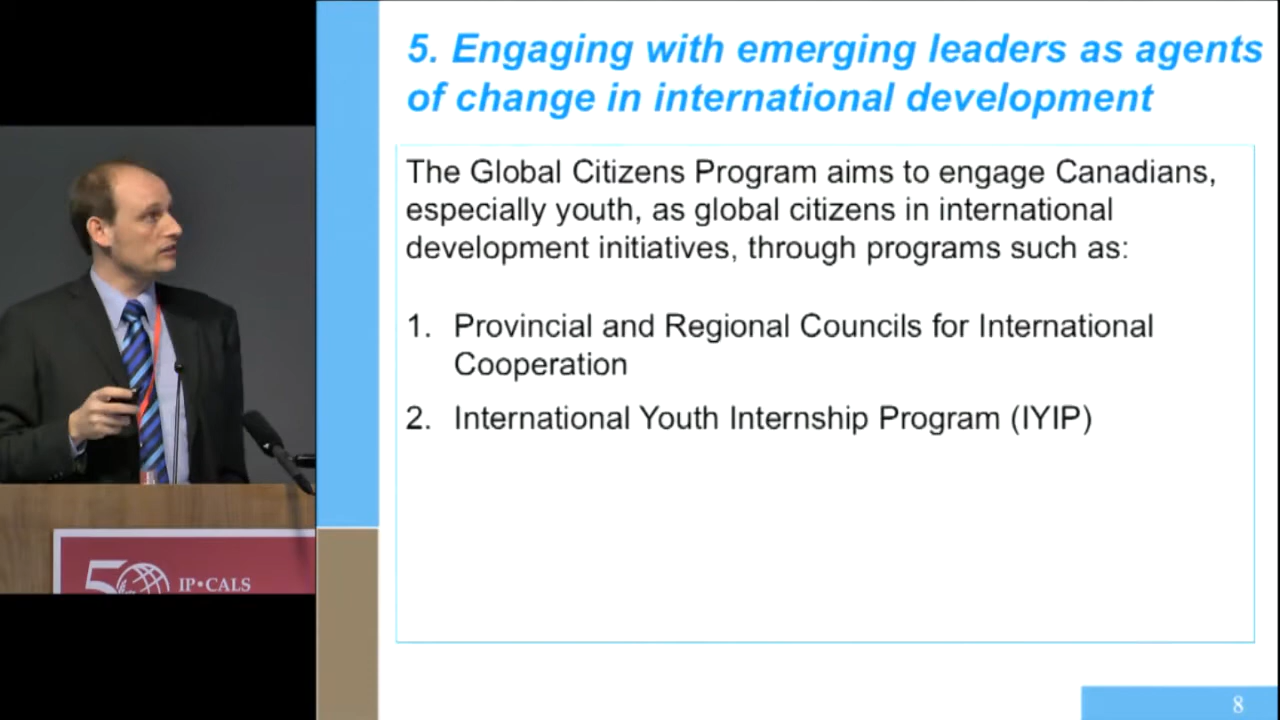 5. Engaging with emerging leaders as agents
of change in international development
The Global Citizens Program aims to engage Canadians,
especially youth, as global citizens in international
development initiatives, through programs such as:
1. Provincial and Regional Councils for International
Cooperation
2. International Youth Internship Program (IYIP)
50
IP•CALS
8